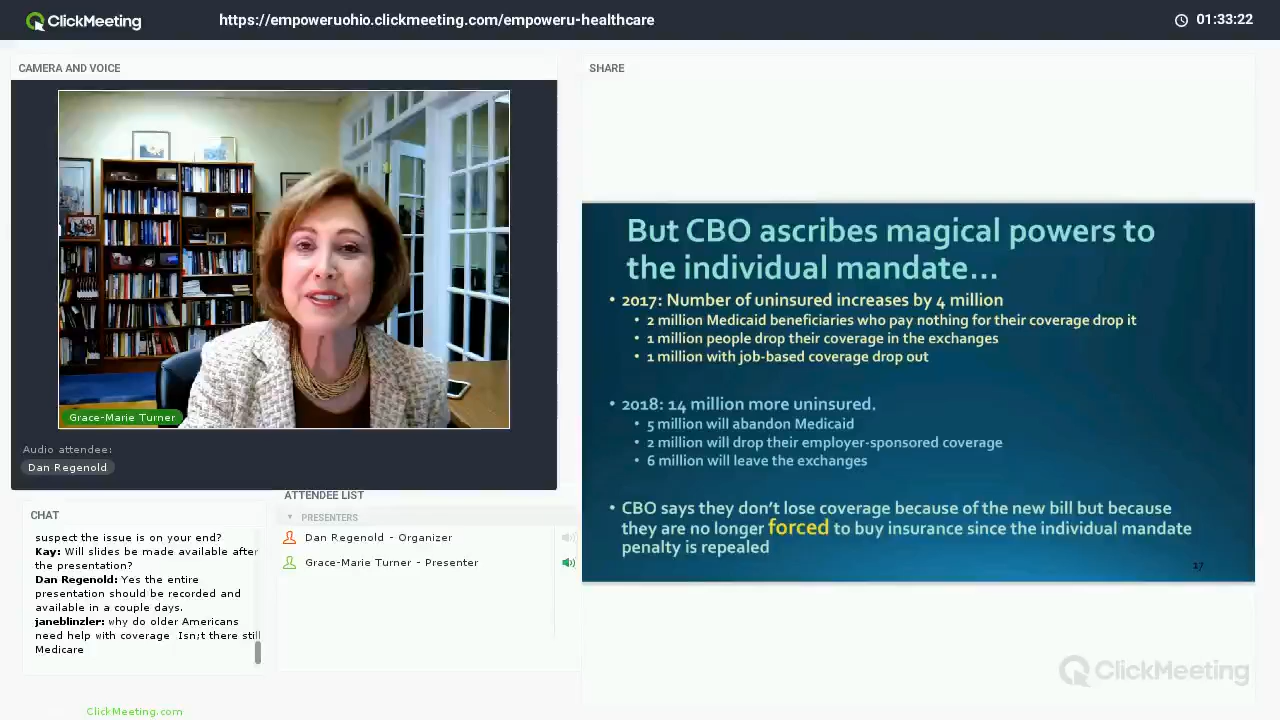 ClickMeeting
https://empoweruohio.clickmeeting.com/empoweru-healthcare
01:33:22
CAMERA AND VOICE
Grace-Marie Turner
Audio attendee:
Dan Regenold
CHAT
suspect the issue is on your end?
Kay: Will slides be made available after
the presentation?
Dan Regenold: Yes the entire
presentation should be recorded and
available in a couple days.
janeblinzler: why do older Americans
need help with coverage Isn;t there still
Medicare
ATTENDEE LIST
PRESENTERS
Dan Regenold - Organizer
Grace-Marie Turner - Presenter
ClickMeeting.com
SHARE
But CBO ascribes magical powers to
the individual mandate...
• 2017: Number of uninsured increases by 4 million
• 2 million Medicaid beneficiaries who pay nothing for their coverage drop it
• 1 million people drop their coverage in the exchanges
• 1 million with job-based coverage drop out
• 2018: 14 million more uninsured.
• 5 million will abandon Medicaid
• 2 million will drop their employer-sponsored coverage
• 6 million will leave the exchanges
• CBO says they don't lose coverage because of the new bill but because
they are no longer forced to buy insurance since the individual mandate
penalty is repealed
17
ClickMeeting